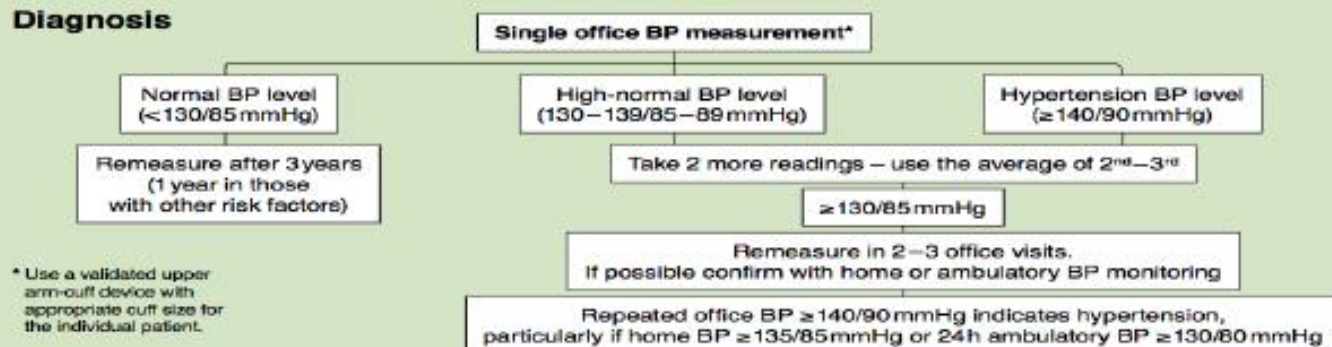 Diagnosis
Single office BP measurement*
Normal BP level
(<130/85 mmHg)
High-normal BP level
(130–139/85–89 mmHg)
Hypertension BP level
(≥140/90 mmHg)
Remeasure after 3 years
(1 year in those
with other risk factors)
Take 2 more readings – use the average of 2nd–3rd
≥130/85 mmHg
Remeasure in 2–3 office visits.
If possible confirm with home or ambulatory BP monitoring
Repeated office BP ≥140/90 mmHg indicates hypertension,
particularly if home BP ≥135/85 mmHg or 24h ambulatory BP ≥130/80 mmHg
* Use a validated upper
arm-cuff device with
appropriate cuff size for
the individual patient.